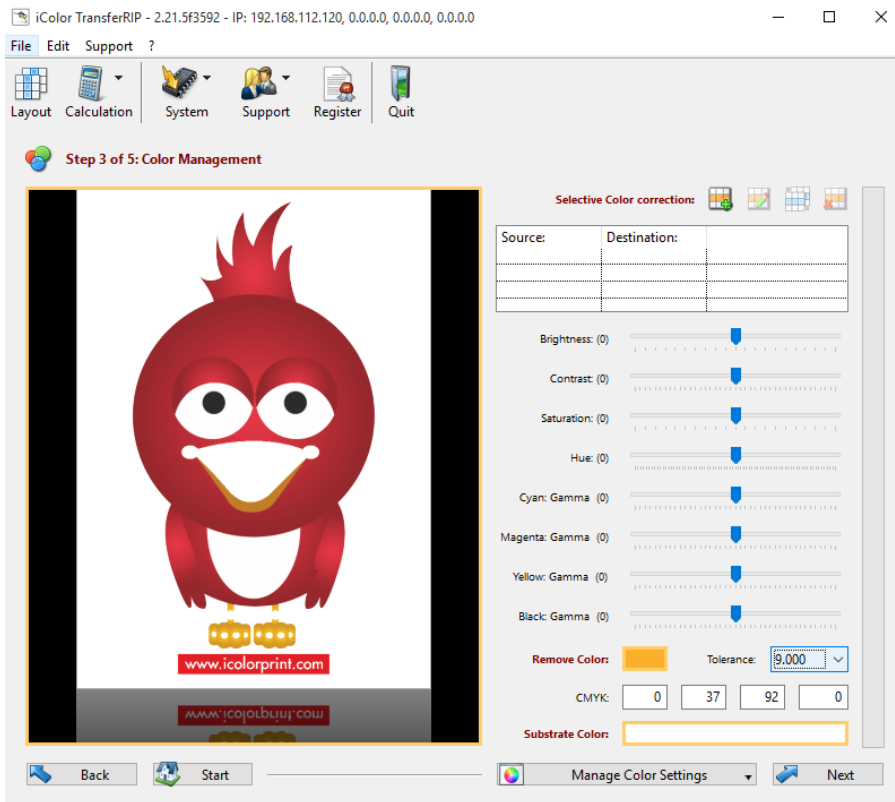 iColor TransferRIP - 2.21.5f3592 - IP: 192.168.112.120, 0.0.0.0, 0.0.0.0, 0.0.0.0
File Edit Support ?
Layout Calculation System Support Register Quit
Step 3 of 5: Color Management
Selective Color correction:
Source: Destination:
Brightness: (0)
Contrast: (0)
Saturation: (0)
Hue: (0)
Cyan: Gamma (0)
Magenta: Gamma (0)
Yellow: Gamma (0)
Black: Gamma (0)
www.icolorprint.com
Remove Color: Tolerance: 9.000
CMYK: 0 37 92 0
www.icolorprint.com
Substrate Color:
Back Start Manage Color Settings Next